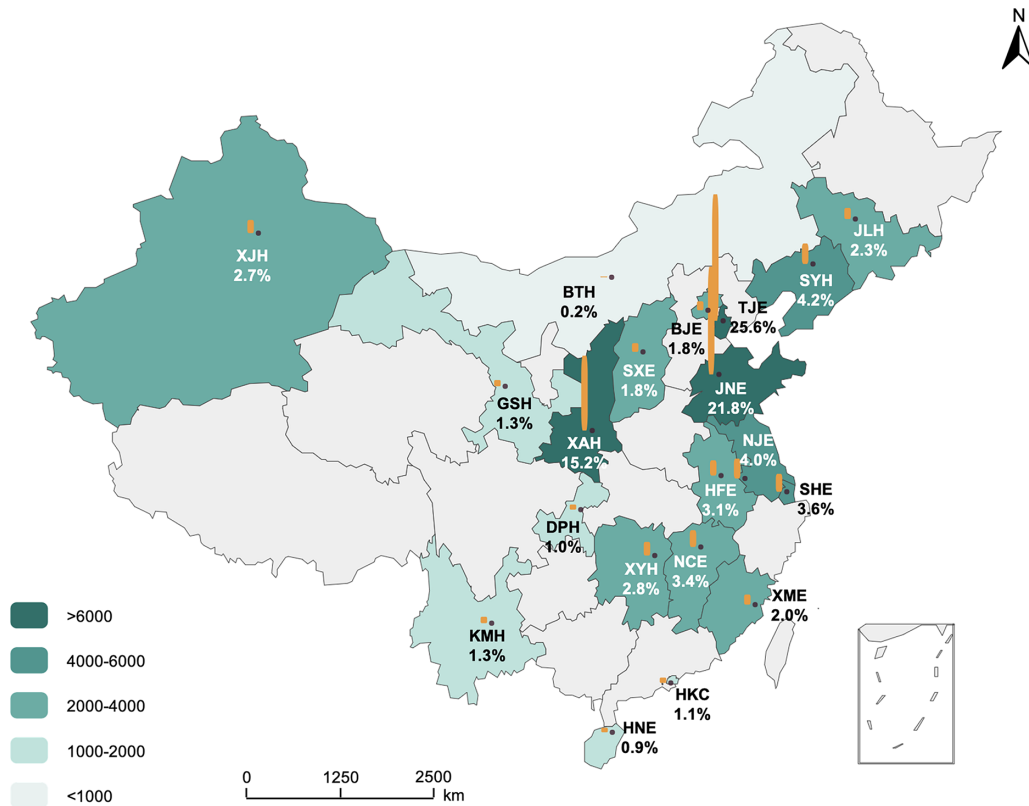 N
XJH
2.7%
JLH
2.3%
SYH
4.2%
BTH
0.2%
TJE
25.6%
BJE
1.8%
SXE
1.8%
JNE
21.8%
GSH
1.3%
XAH
15.2%
NJE
4.0%
HFE
3.1%
SHE
3.6%
DPH
1.0%
XYH
2.8%
NCE
3.4%
XME
2.0%
KMH
1.3%
HKC
1.1%
HNE
0.9%
>6000
4000-6000
2000-4000
1000-2000
<1000
0 1250 2500
km